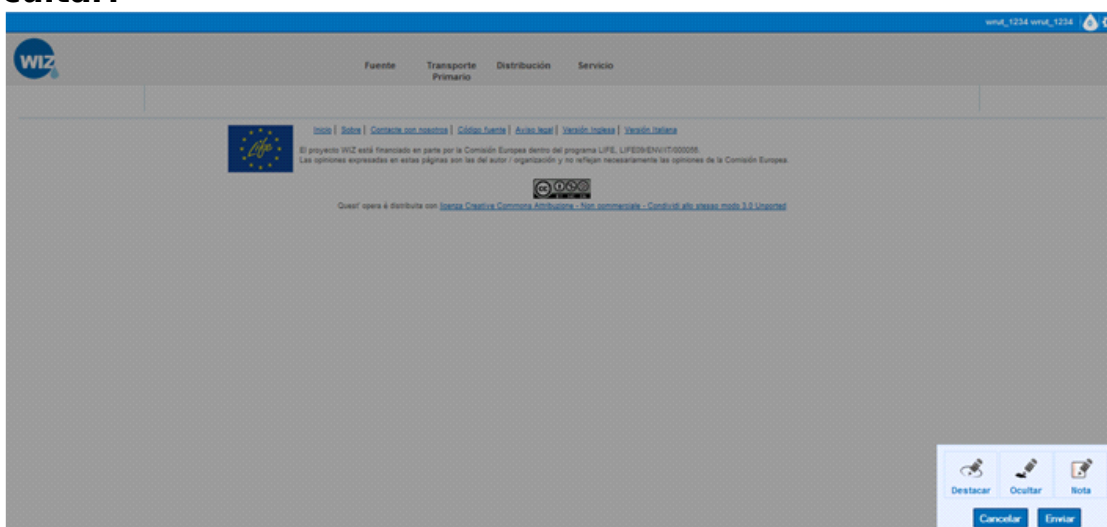 wrut_1234 wrut_1234
WIZ
Fuente Transporte Primario Distribución Servicio
Life
Inicio | Sobre | Contacte con nosotros | Código fuente | Aviso legal | Versión Inglesa | Versión Italiana
El proyecto WIZ está financiado en parte por la Comisión Europea dentro del programa LIFE, LIFE09/ENV/IT/000056.
Las opiniones expresadas en estas páginas son las del autor / organización y no reflejan necesariamente las opiniones de la Comisión Europea.
Quest' opera è distribuita con licenza Creative Commons Attribuzione - Non commerciale - Condividi allo stesso modo 3.0 Unported
Destacar Ocultar Nota
Cancelar Enviar